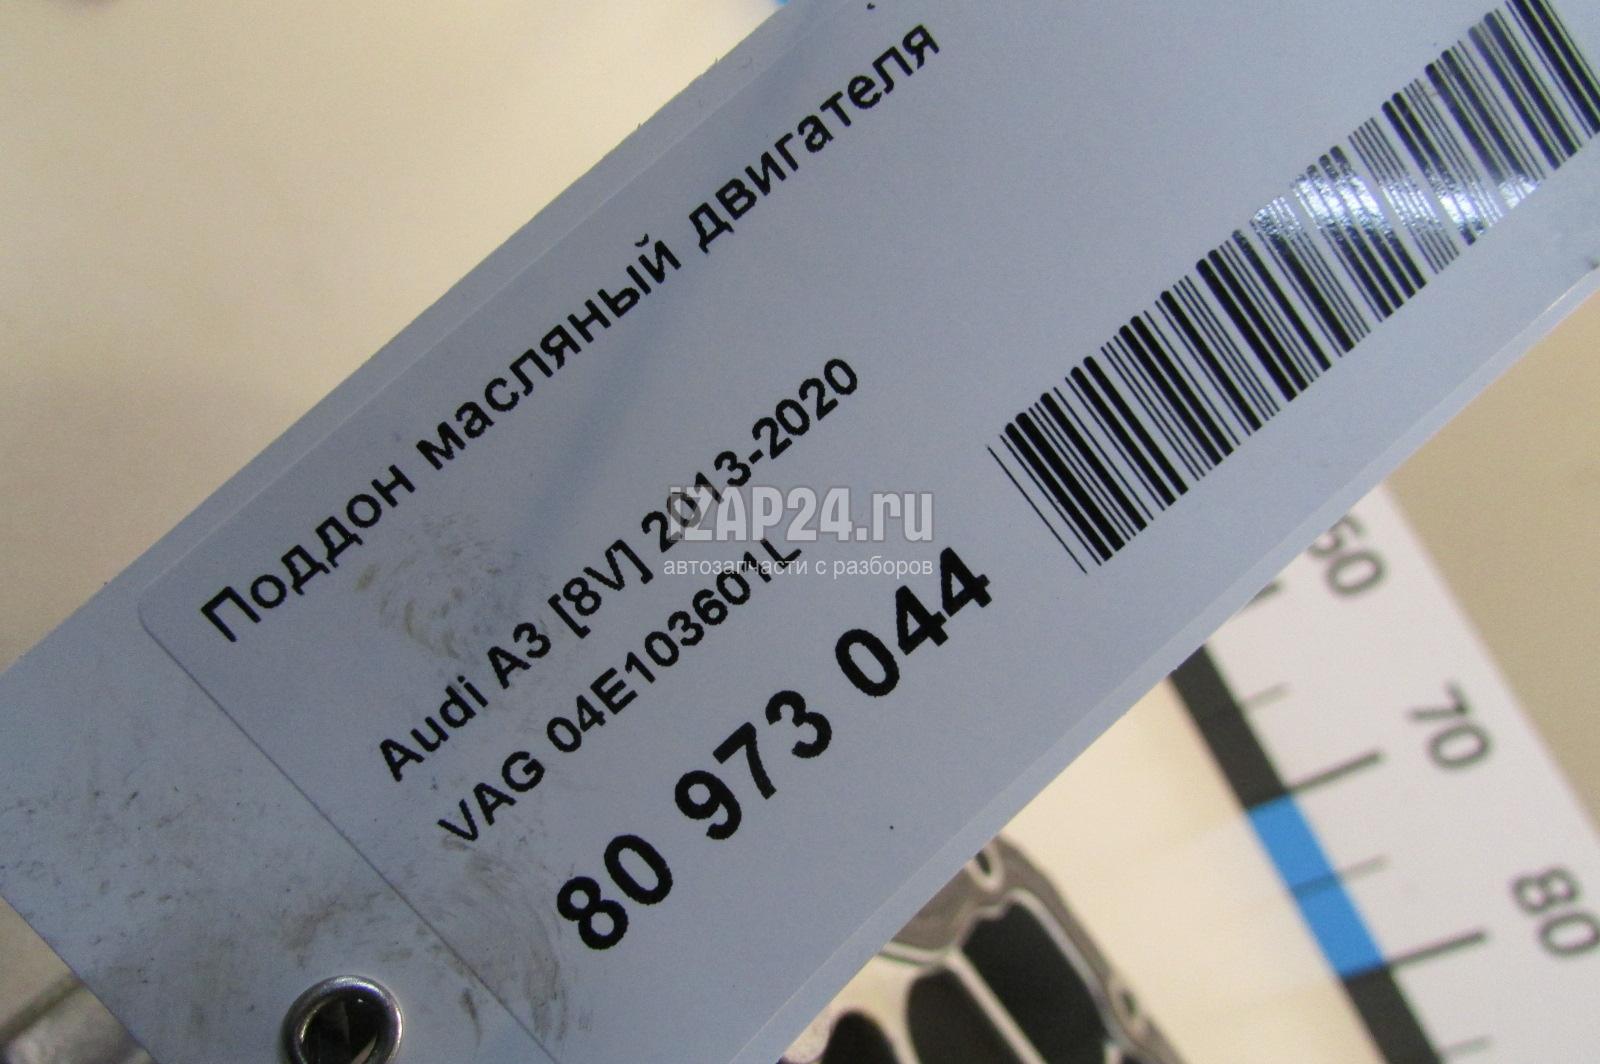 Поддон масляный двигателя
Audi A3 [8V] 2013-2020
VAG 04E103601L
80 973 044
iZAP24.ru
автозапчасти с разборов
60
70
80